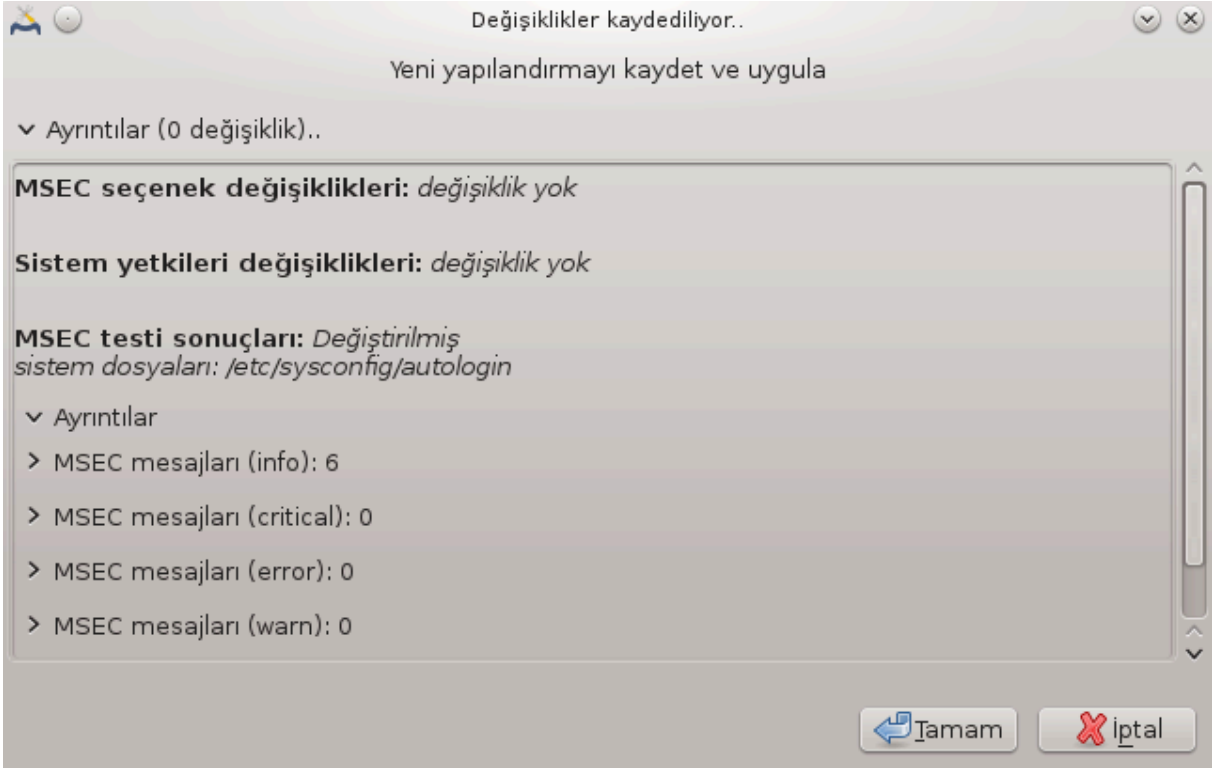 Değişiklikler kaydediliyor..
Yeni yapılandırmayı kaydet ve uygula
Ayrıntılar (0 değişiklik)..
MSEC seçenek değişiklikleri: değişiklik yok
Sistem yetkileri değişiklikleri: değişiklik yok
MSEC testi sonuçları: Değiştirilmiş
sistem dosyaları: /etc/sysconfig/autologin
Ayrıntılar
MSEC mesajları (info): 6
MSEC mesajları (critical): 0
MSEC mesajları (error): 0
MSEC mesajları (warn): 0
Tamam
İptal